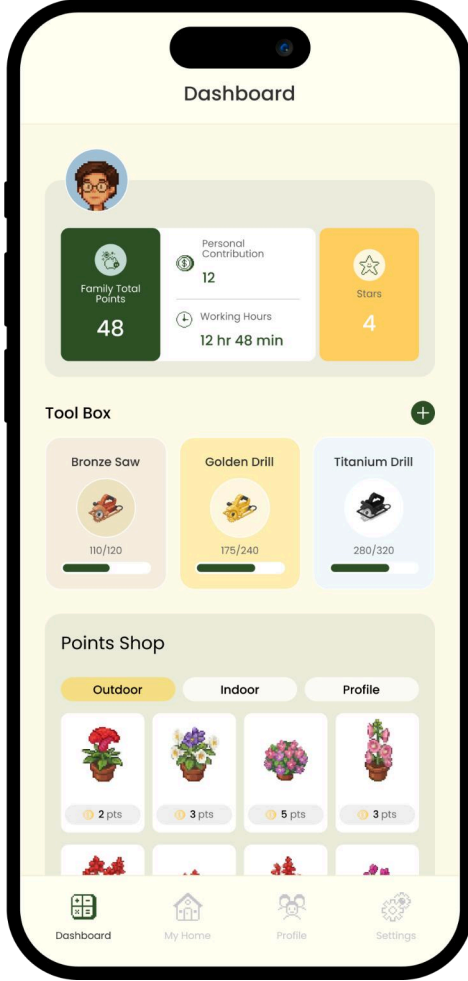 Dashboard
Family Total
Points
48
Personal
Contribution
12
Working Hours
12 hr 48 min
Stars
4
Tool Box
Bronze Saw
110/120
Golden Drill
175/240
Titanium Drill
280/320
Points Shop
Outdoor
Indoor
Profile
2 pts
3 pts
5 pts
3 pts
Dashboard
My Home
Profile
Settings